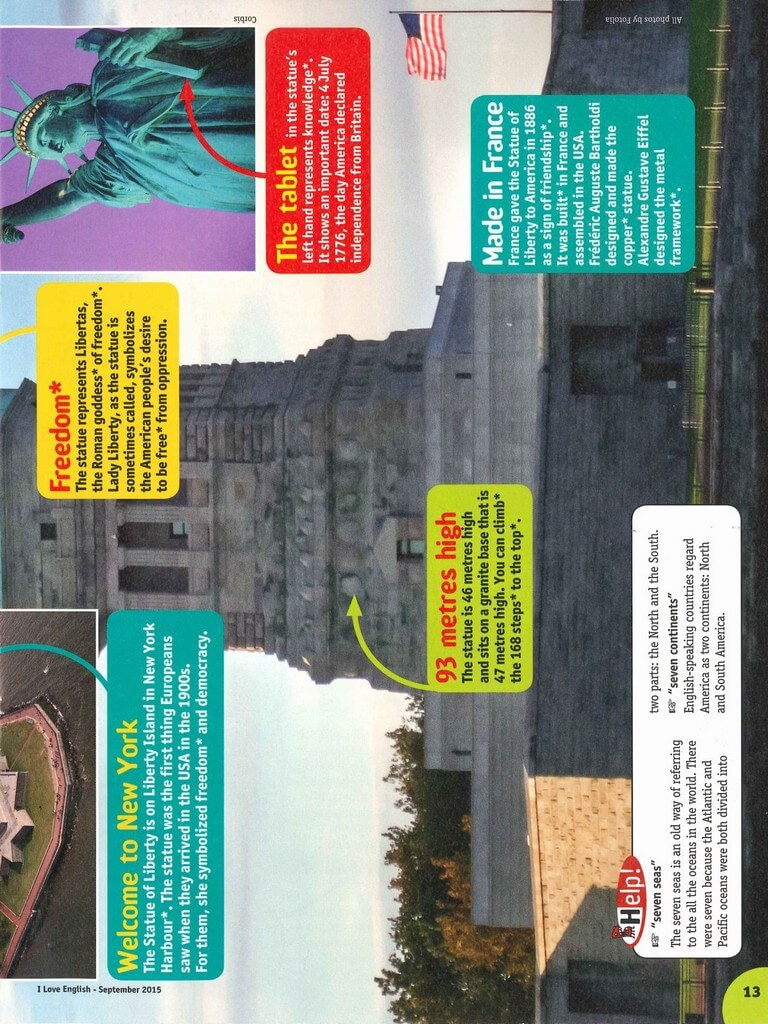 Corbis
All photos by Fotolia
The tablet in the statue's
left hand represents knowledge*.
It shows an important date: 4 July
1776, the day America declared
independence from Britain.
Made in France
France gave the Statue of
Liberty to America in 1886
as a sign of friendship*.
It was built* in France and
assembled in the USA.
Frédéric Auguste Bartholdi
designed and made the
copper* statue.
Alexandre Gustave Eiffel
designed the metal
framework*.
Freedom*
The statue represents Libertas,
the Roman goddess* of freedom*.
Lady Liberty, as the statue is
sometimes called, symbolizes
the American people's desire
to be free* from oppression.
93 metres high
The statue is 46 metres high
and sits on a granite base that is
47 metres high. You can climb*
the 168 steps* to the top*.
Welcome to New York
The Statue of Liberty is on Liberty Island in New York
Harbour*. The statue was the first thing Europeans
saw when they arrived in the USA in the 1900s.
For them, she symbolized freedom* and democracy.
Help!
☞ "seven seas"
The seven seas is an old way of referring
to the all the oceans in the world. There
were seven because the Atlantic and
Pacific oceans were both divided into
two parts: the North and the South.
☞ "seven continents"
English-speaking countries regard
America as two continents: North
and South America.
I Love English - September 2015
13